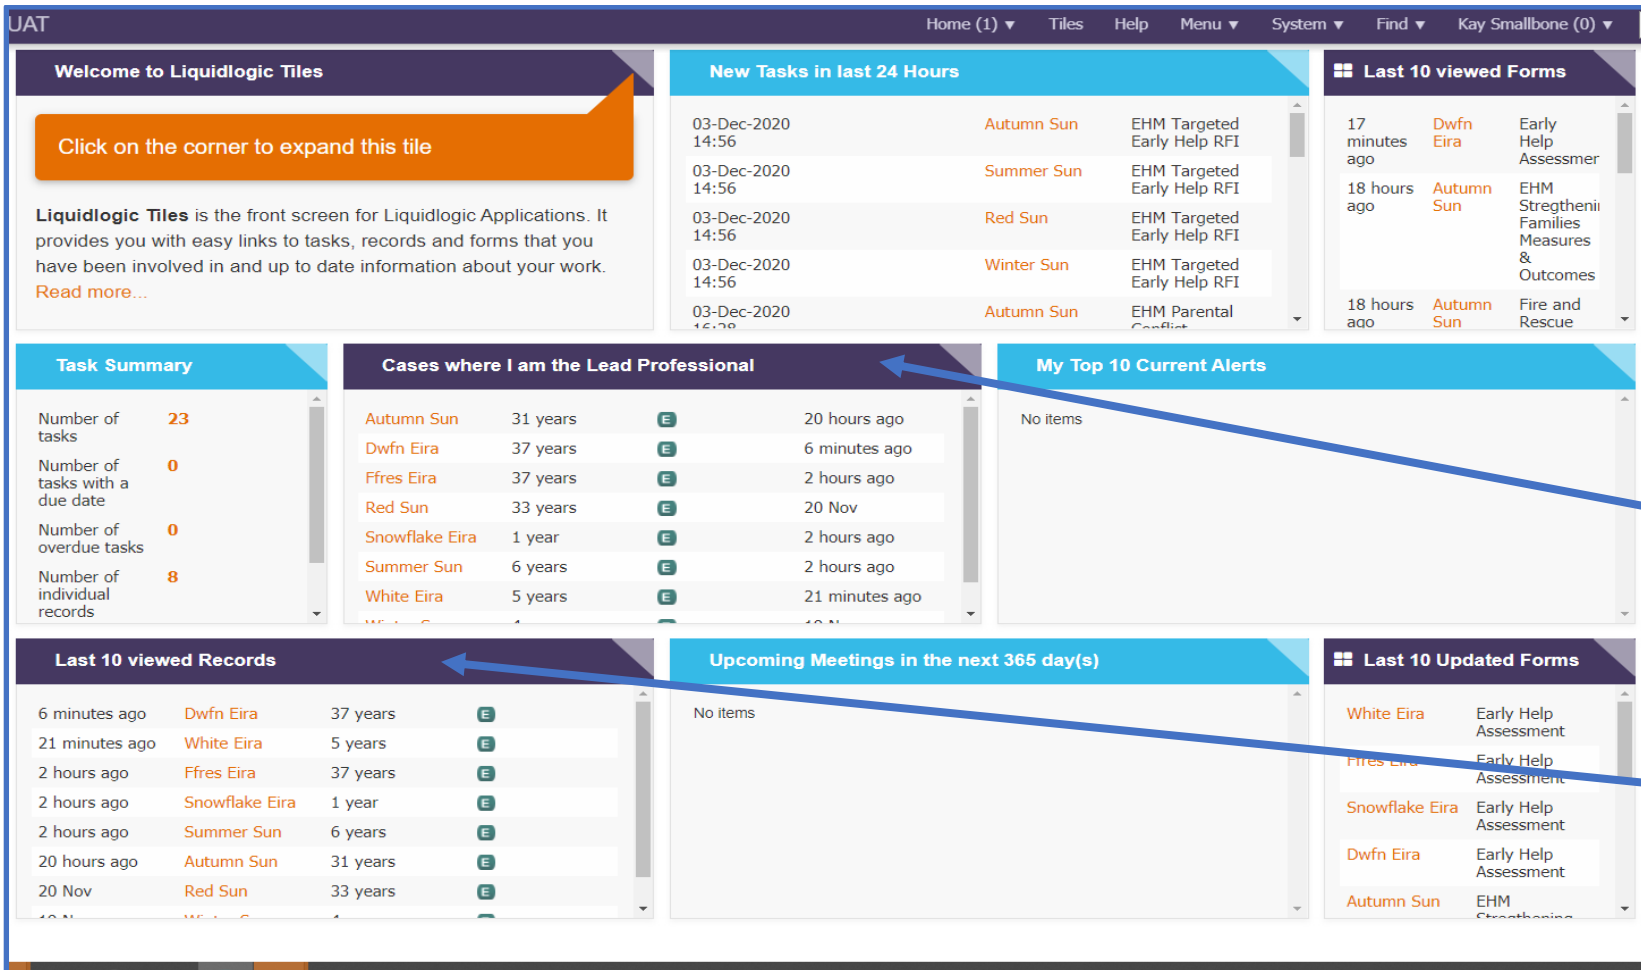 UAT
Home (1) ▼ Tiles Help Menu ▼ System ▼ Find ▼ Kay Smallbone (0) ▼
Welcome to Liquidlogic Tiles
Click on the corner to expand this tile
Liquidlogic Tiles is the front screen for Liquidlogic Applications. It
provides you with easy links to tasks, records and forms that you
have been involved in and up to date information about your work.
Read more...
New Tasks in last 24 Hours
03-Dec-2020 Autumn Sun EHM Targeted
14:56 Early Help RFI
03-Dec-2020 Summer Sun EHM Targeted
14:56 Early Help RFI
03-Dec-2020 Red Sun EHM Targeted
14:56 Early Help RFI
03-Dec-2020 Winter Sun EHM Targeted
14:56 Early Help RFI
03-Dec-2020 Autumn Sun EHM Parental
16:28 Conflict
Last 10 viewed Forms
17 Dwfn Early
minutes Eira Help
ago Assessmer
18 hours Autumn EHM
ago Sun Stregtheni
Families
Measures
&
Outcomes
18 hours Autumn Fire and
ago Sun Rescue
Task Summary
Number of 23
tasks
Number of 0
tasks with a
due date
Number of 0
overdue tasks
Number of 8
individual
records
Cases where I am the Lead Professional
Autumn Sun 31 years E 20 hours ago
Dwfn Eira 37 years E 6 minutes ago
Ffres Eira 37 years E 2 hours ago
Red Sun 33 years E 20 Nov
Snowflake Eira 1 year E 2 hours ago
Summer Sun 6 years E 2 hours ago
White Eira 5 years E 21 minutes ago
My Top 10 Current Alerts
No items
Last 10 viewed Records
6 minutes ago Dwfn Eira 37 years E
21 minutes ago White Eira 5 years E
2 hours ago Ffres Eira 37 years E
2 hours ago Snowflake Eira 1 year E
2 hours ago Summer Sun 6 years E
20 hours ago Autumn Sun 31 years E
20 Nov Red Sun 33 years E
Upcoming Meetings in the next 365 day(s)
No items
Last 10 Updated Forms
White Eira Early Help
Assessment
Ffres Eira Early Help
Assessment
Snowflake Eira Early Help
Assessment
Dwfn Eira Early Help
Assessment
Autumn Sun EHM
Stregthening